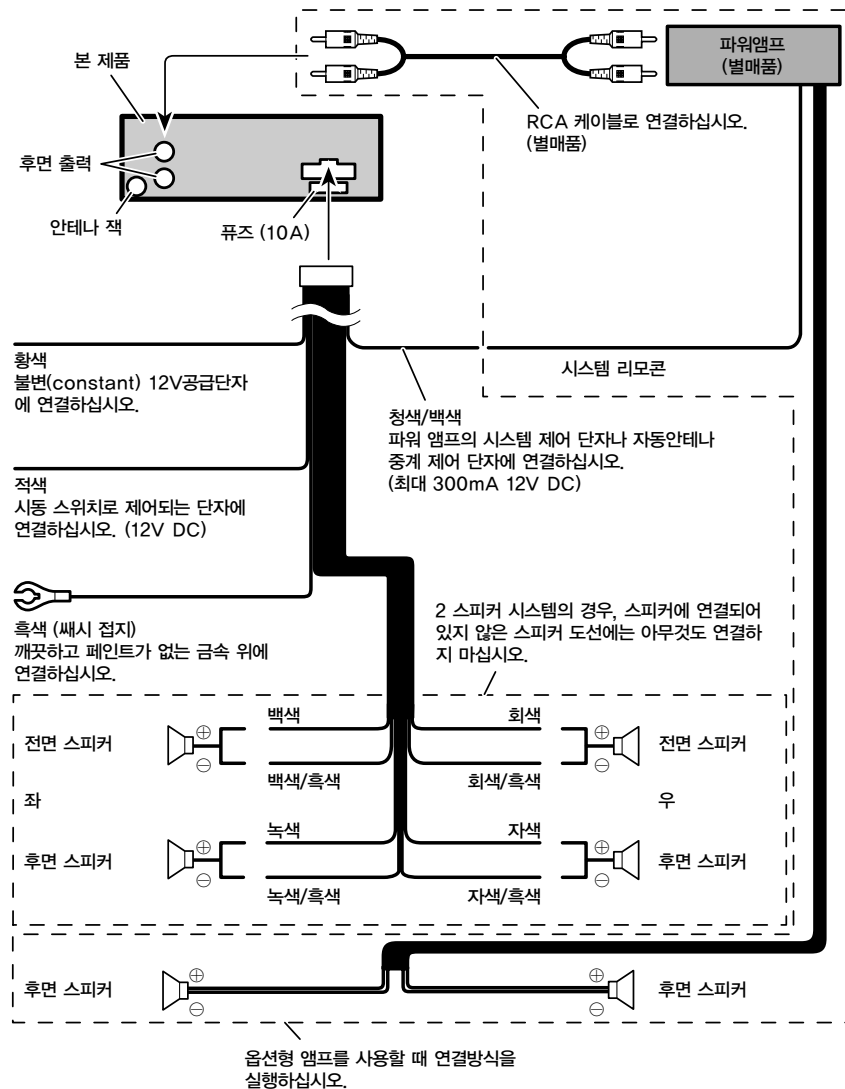 파워앰프
(별매품)
본 제품
RCA 케이블로 연결하십시오.
(별매품)
후면 출력
안테나 잭
퓨즈 (10A)
황색
불변(constant) 12V공급단자
에 연결하십시오.
시스템 리모콘
청색/백색
파워 앰프의 시스템 제어 단자나 자동안테나
중계 제어 단자에 연결하십시오.
(최대 300mA 12V DC)
적색
시동 스위치로 제어되는 단자에
연결하십시오. (12V DC)
흑색 (쌔시 접지)
깨끗하고 페인트가 없는 금속 위에
연결하십시오.
2 스피커 시스템의 경우, 스피커에 연결되어
있지 않은 스피커 도선에는 아무것도 연결하
지 마십시오.
전면 스피커
⊕
⊖
백색
백색/흑색
회색
회색/흑색
⊕
⊖
전면 스피커
좌
우
후면 스피커
⊕
⊖
녹색
녹색/흑색
자색
자색/흑색
⊕
⊖
후면 스피커
후면 스피커
⊕
⊖
⊕
⊖
후면 스피커
옵션형 앰프를 사용할 때 연결방식을
실행하십시오.